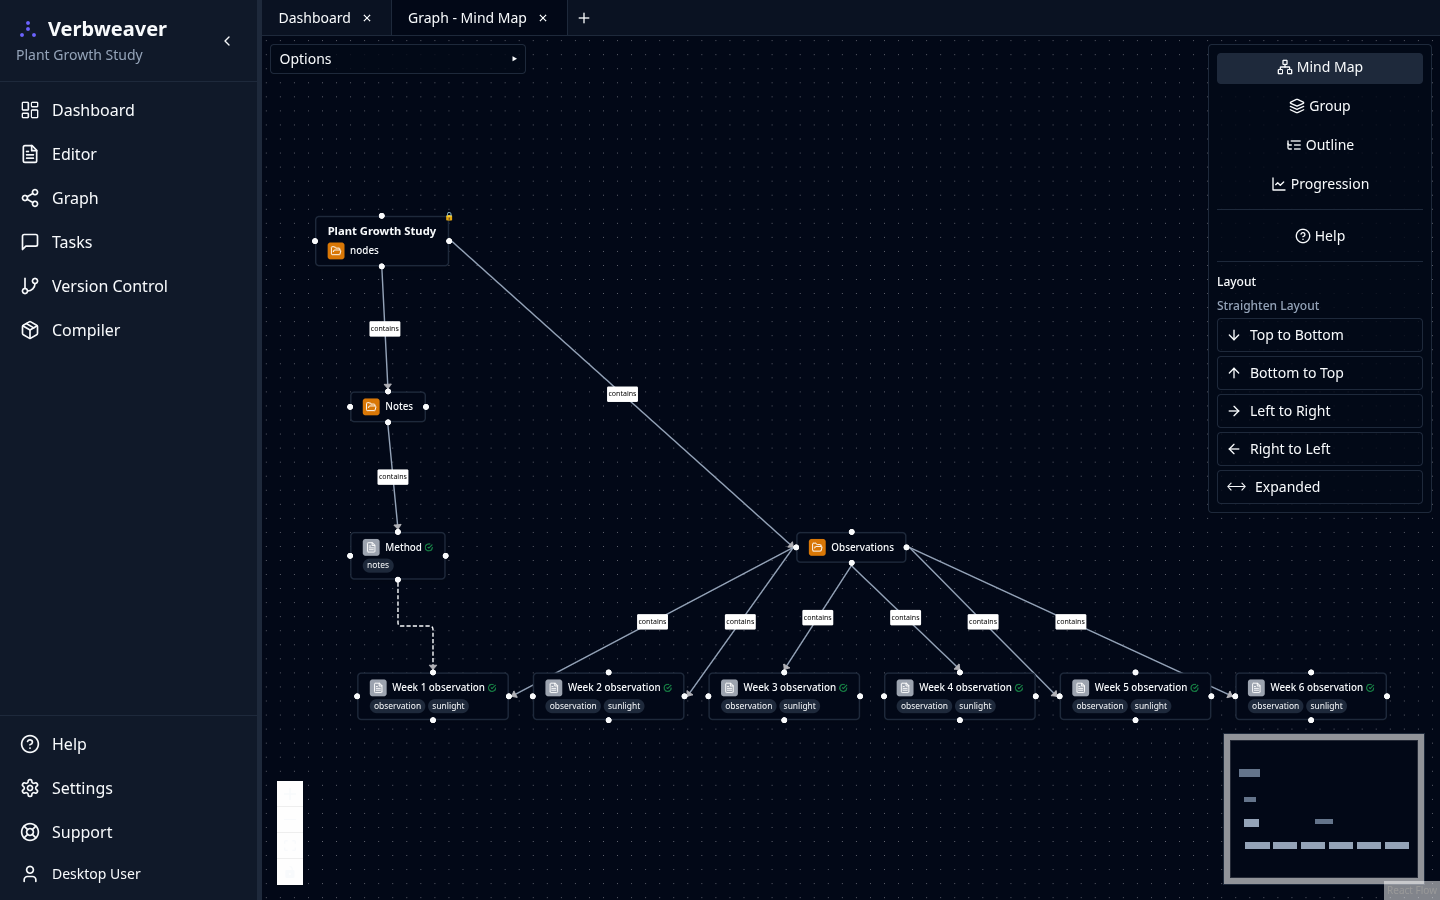 Verbweaver
Plant Growth Study
Dashboard
Editor
Graph
Tasks
Version Control
Compiler
Help
Settings
Support
Desktop User
Dashboard
Graph - Mind Map
Options
Mind Map
Group
Outline
Progression
Help
Layout
Straighten Layout
Top to Bottom
Bottom to Top
Left to Right
Right to Left
Expanded
Plant Growth Study
nodes
contains
contains
Notes
contains
Method
notes
Observations
contains
contains
contains
contains
contains
contains
Week 1 observation
observation sunlight
Week 2 observation
observation sunlight
Week 3 observation
observation sunlight
Week 4 observation
observation sunlight
Week 5 observation
observation sunlight
Week 6 observation
observation sunlight
React Flow